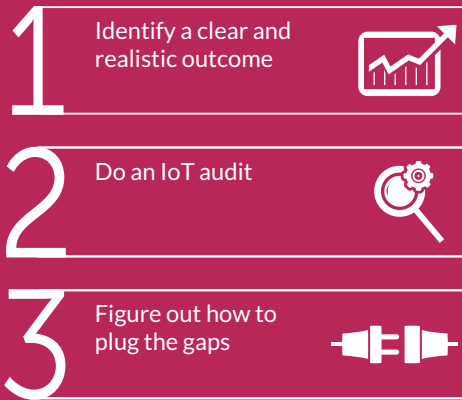 1
Identify a clear and
realistic outcome
2
Do an IoT audit
3
Figure out how to
plug the gaps